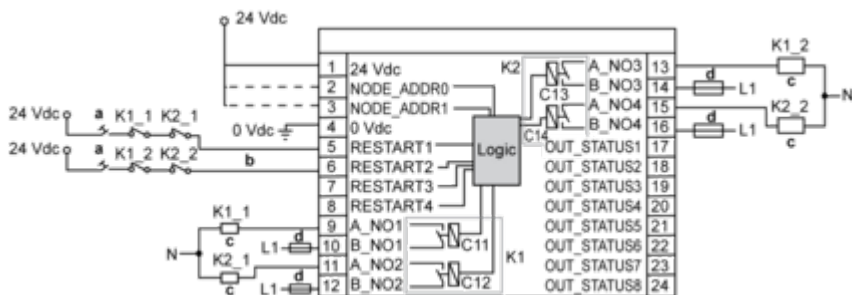 24 Vdc
K1_2
1 24 Vdc K2 A_NO3 13
2 NODE_ADDR0 B_NO3 14 d L1 c
3 NODE_ADDR1 C13 A_NO4 15 N
24 Vdc a K1_1 K2_1 0 Vdc 4 0 Vdc C14 B_NO4 16 d L1 K2_2 c
24 Vdc a K1_2 K2_2 5 RESTART1 Logic OUT_STATUS1 17
b 6 RESTART2 OUT_STATUS2 18
7 RESTART3 OUT_STATUS3 19
8 RESTART4 OUT_STATUS4 20
K1_1 9 A_NO1 OUT_STATUS5 21
N c d L1 10 B_NO1 C11 K1 OUT_STATUS6 22
K2_1 11 A_NO2 OUT_STATUS7 23
c d L1 12 B_NO2 C12 OUT_STATUS8 24